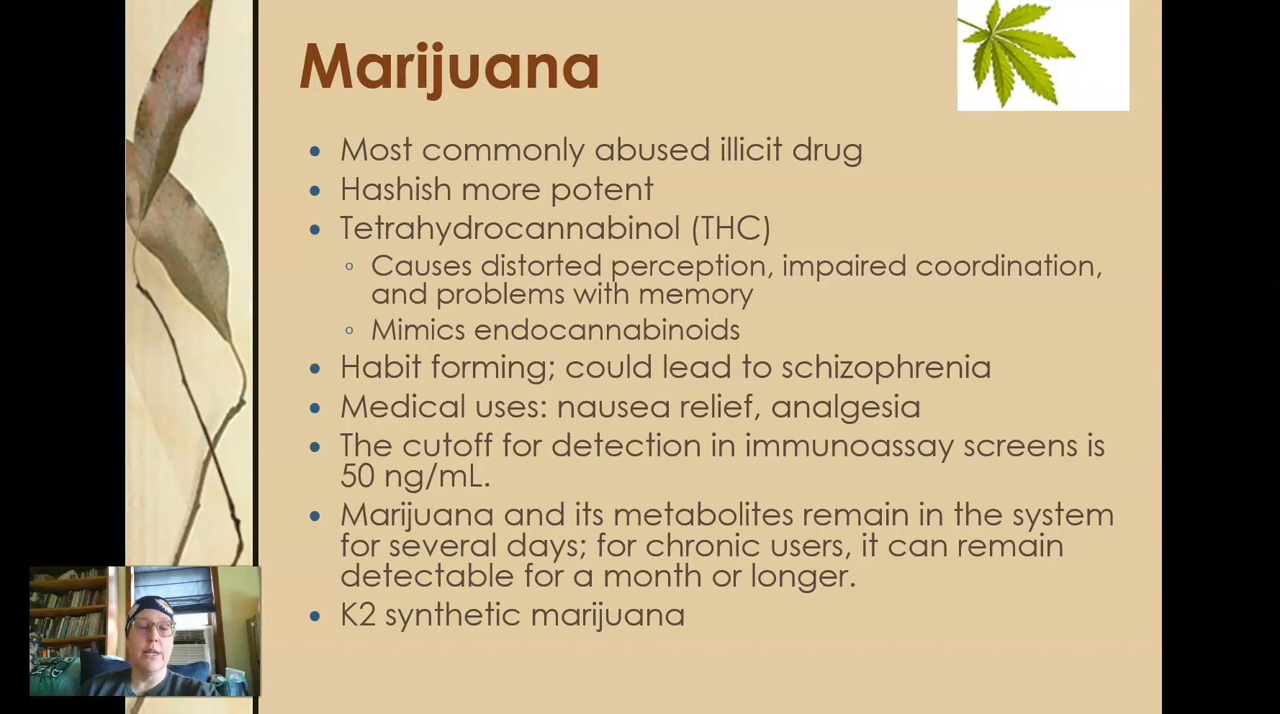 Marijuana
• Most commonly abused illicit drug
• Hashish more potent
• Tetrahydrocannabinol (THC)
◦ Causes distorted perception, impaired coordination,
and problems with memory
◦ Mimics endocannabinoids
• Habit forming; could lead to schizophrenia
• Medical uses: nausea relief, analgesia
• The cutoff for detection in immunoassay screens is
50 ng/mL.
• Marijuana and its metabolites remain in the system
for several days; for chronic users, it can remain
detectable for a month or longer.
• K2 synthetic marijuana